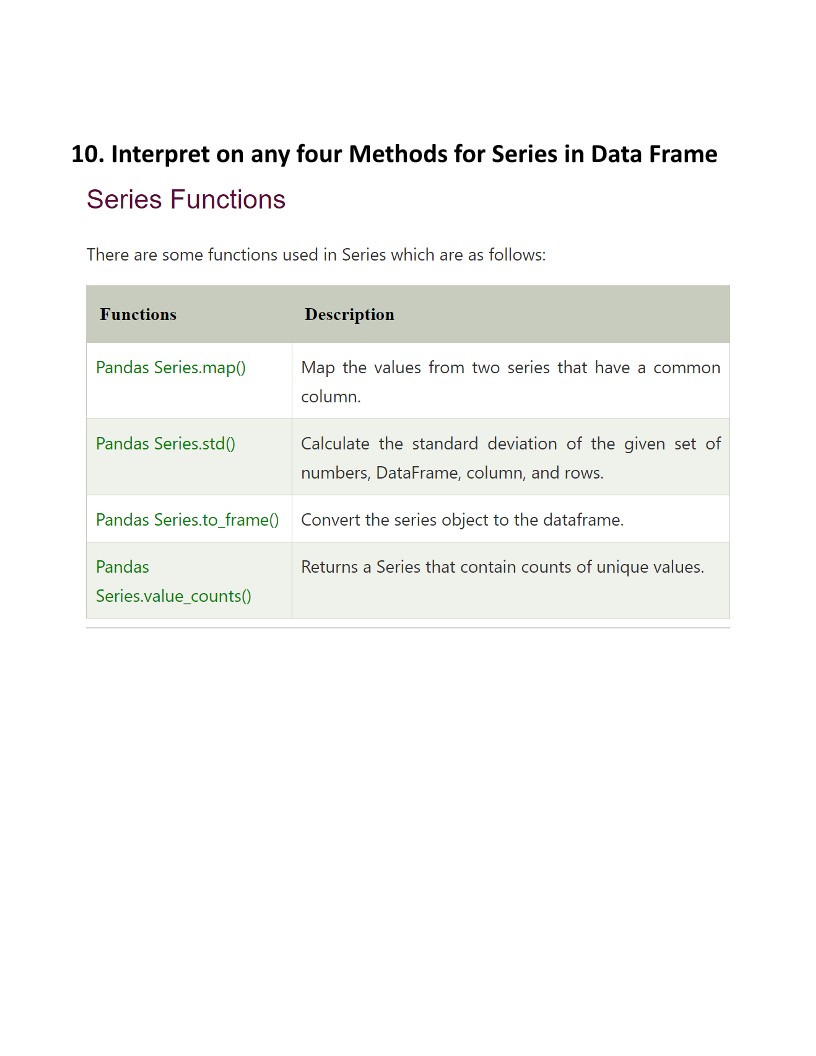 10. Interpret on any four Methods for Series in Data Frame
Series Functions
There are some functions used in Series which are as follows:
Functions Description
Pandas Series.map() Map the values from two series that have a common
column.
Pandas Series.std() Calculate the standard deviation of the given set of
numbers, DataFrame, column, and rows.
Pandas Series.to_frame() Convert the series object to the dataframe.
Pandas Returns a Series that contain counts of unique values.
Series.value_counts()